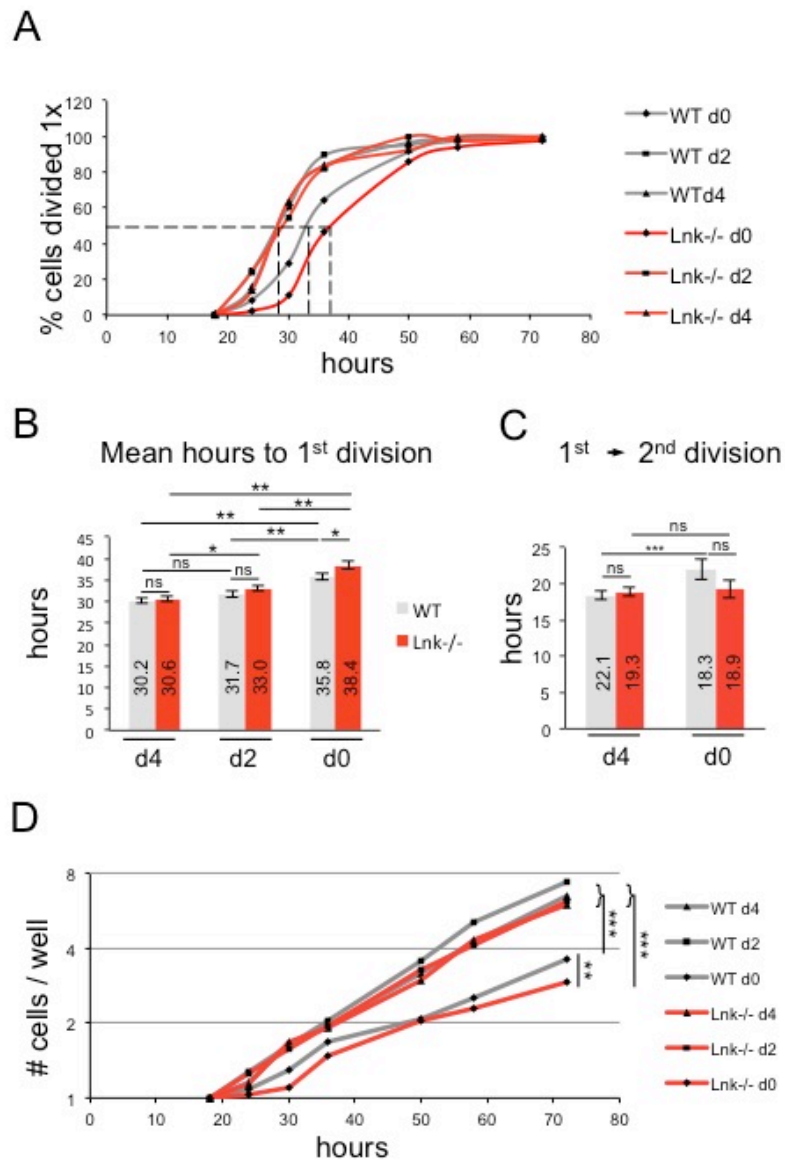 A
% cells divided 1x
120
100
80
60
40
20
0
0 10 20 30 40 50 60 70 80
hours
WT d0
WT d2
WTd4
Lnk-/- d0
Lnk-/- d2
Lnk-/- d4
B
Mean hours to 1st division
**
**
**
**
*
*
ns
ns
ns
hours
45
40
35
30
25
20
15
10
5
0
30.2
30.6
31.7
33.0
35.8
38.4
d4 d2 d0
WT
Lnk-/-
C
1st → 2nd division
ns
***
ns
ns
hours
25
20
15
10
5
0
22.1
19.3
18.3
18.9
d4 d0
D
# cells / well
8
4
2
1
0 10 20 30 40 50 60 70 80
hours
***
***
**
WT d4
WT d2
WT d0
Lnk-/- d4
Lnk-/- d2
Lnk-/- d0